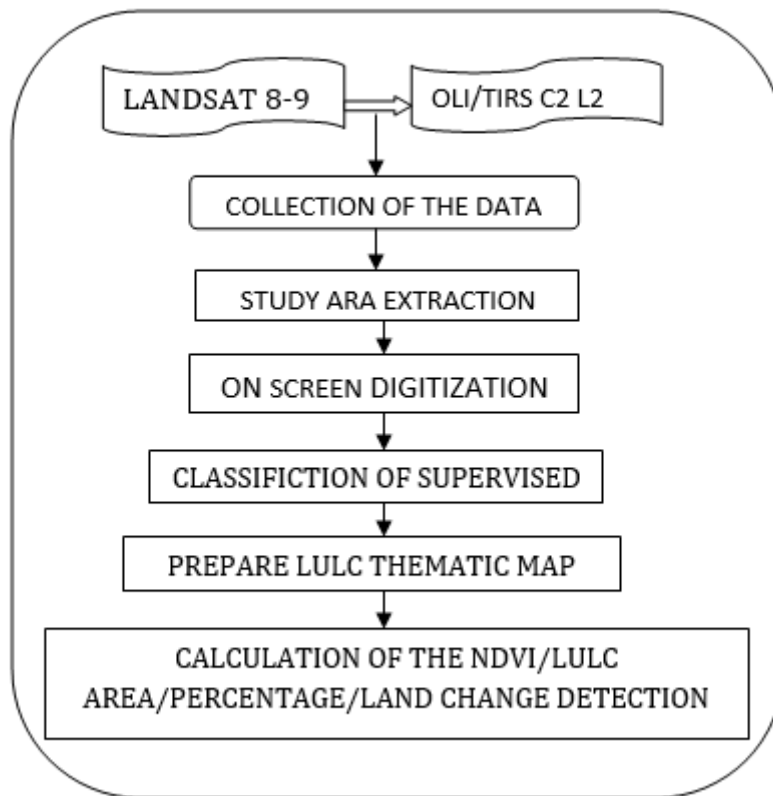 LANDSAT 8-9
OLI/TIRS C2 L2
COLLECTION OF THE DATA
STUDY ARA EXTRACTION
ON SCREEN DIGITIZATION
CLASSIFICTION OF SUPERVISED
PREPARE LULC THEMATIC MAP
CALCULATION OF THE NDVI/LULC
AREA/PERCENTAGE/LAND CHANGE DETECTION